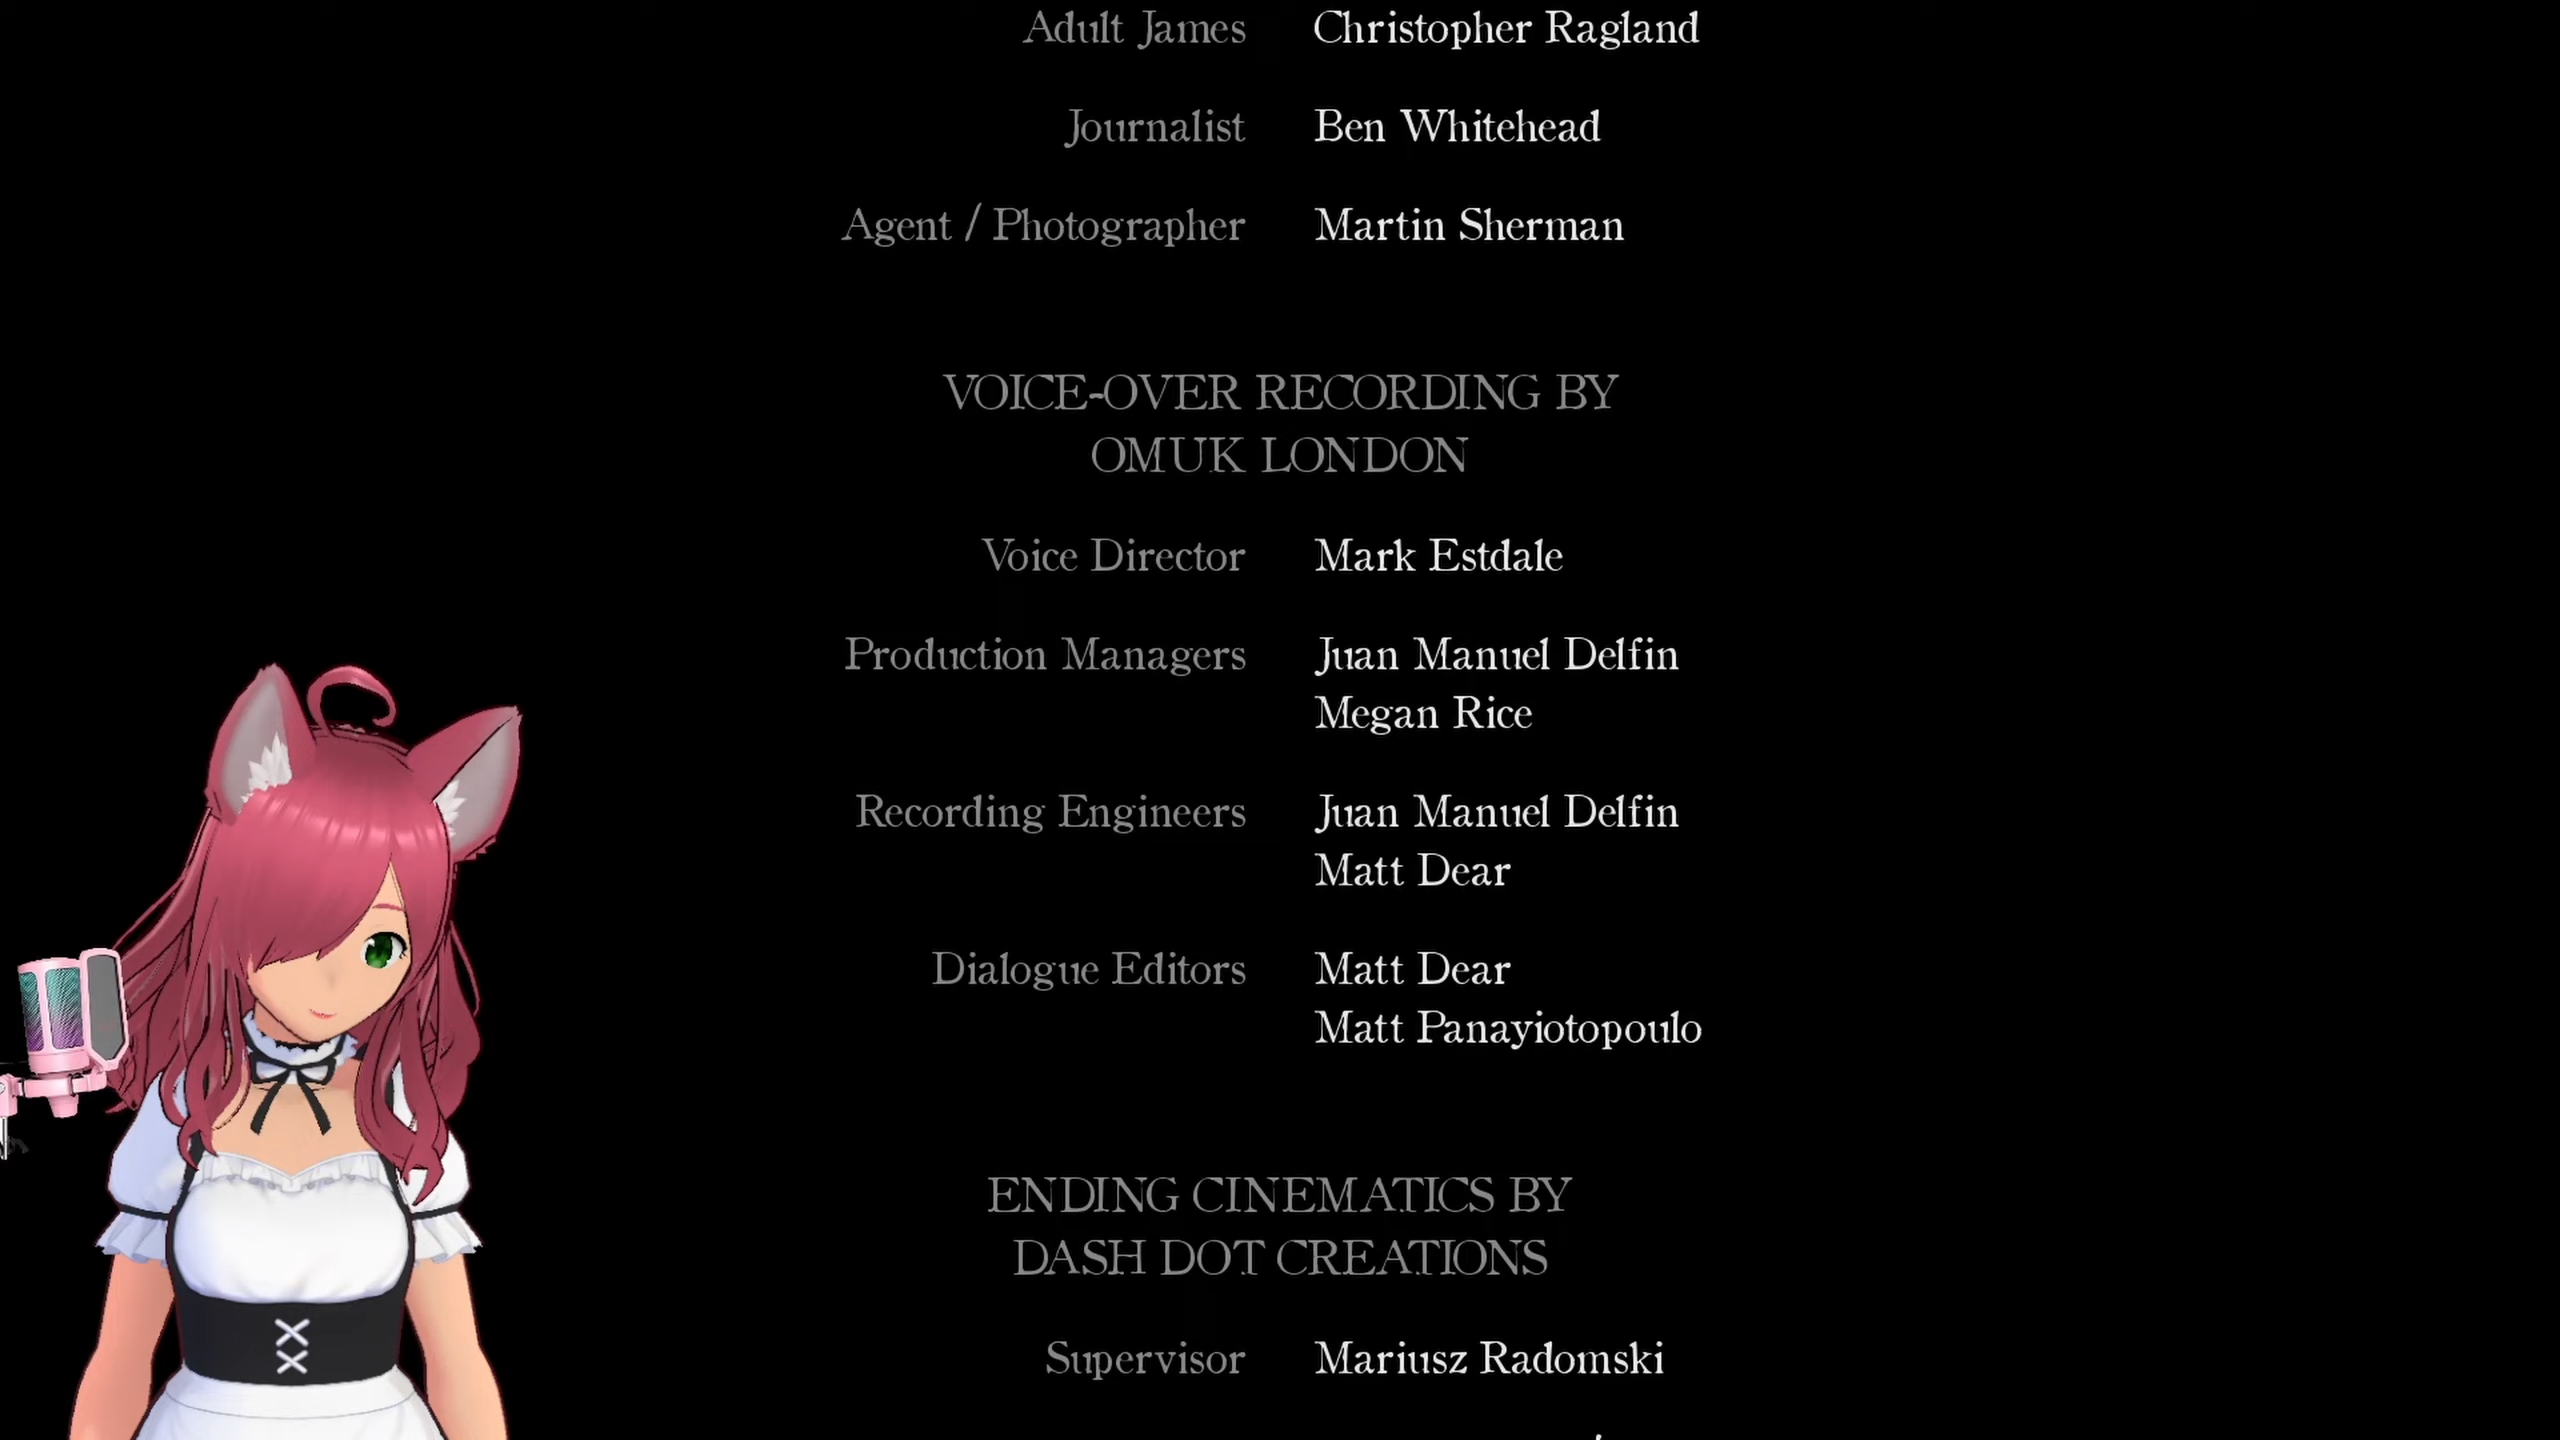 Adult James Christopher Ragland
Journalist Ben Whitehead
Agent / Photographer Martin Sherman
VOICE-OVER RECORDING BY
OMUK LONDON
Voice Director Mark Estdale
Production Managers Juan Manuel Delfin
Megan Rice
Recording Engineers Juan Manuel Delfin
Matt Dear
Dialogue Editors Matt Dear
Matt Panayiotopoulo
ENDING CINEMATICS BY
DASH DOT CREATIONS
Supervisor Mariusz Radomski